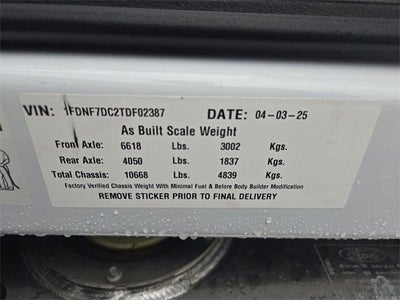 VIN: 1FDNF7DC2TDF02387 DATE: 04-03-25
As Built Scale Weight
Front Axle: 6618 Lbs. 3002 Kgs.
Rear Axle: 4050 Lbs. 1837 Kgs.
Total Chassis: 10668 Lbs. 4839 Kgs.
Factory Verified Chassis Weight With Minimal Fuel & Before Body Builder Modification
REMOVE STICKER PRIOR TO FINAL DELIVERY